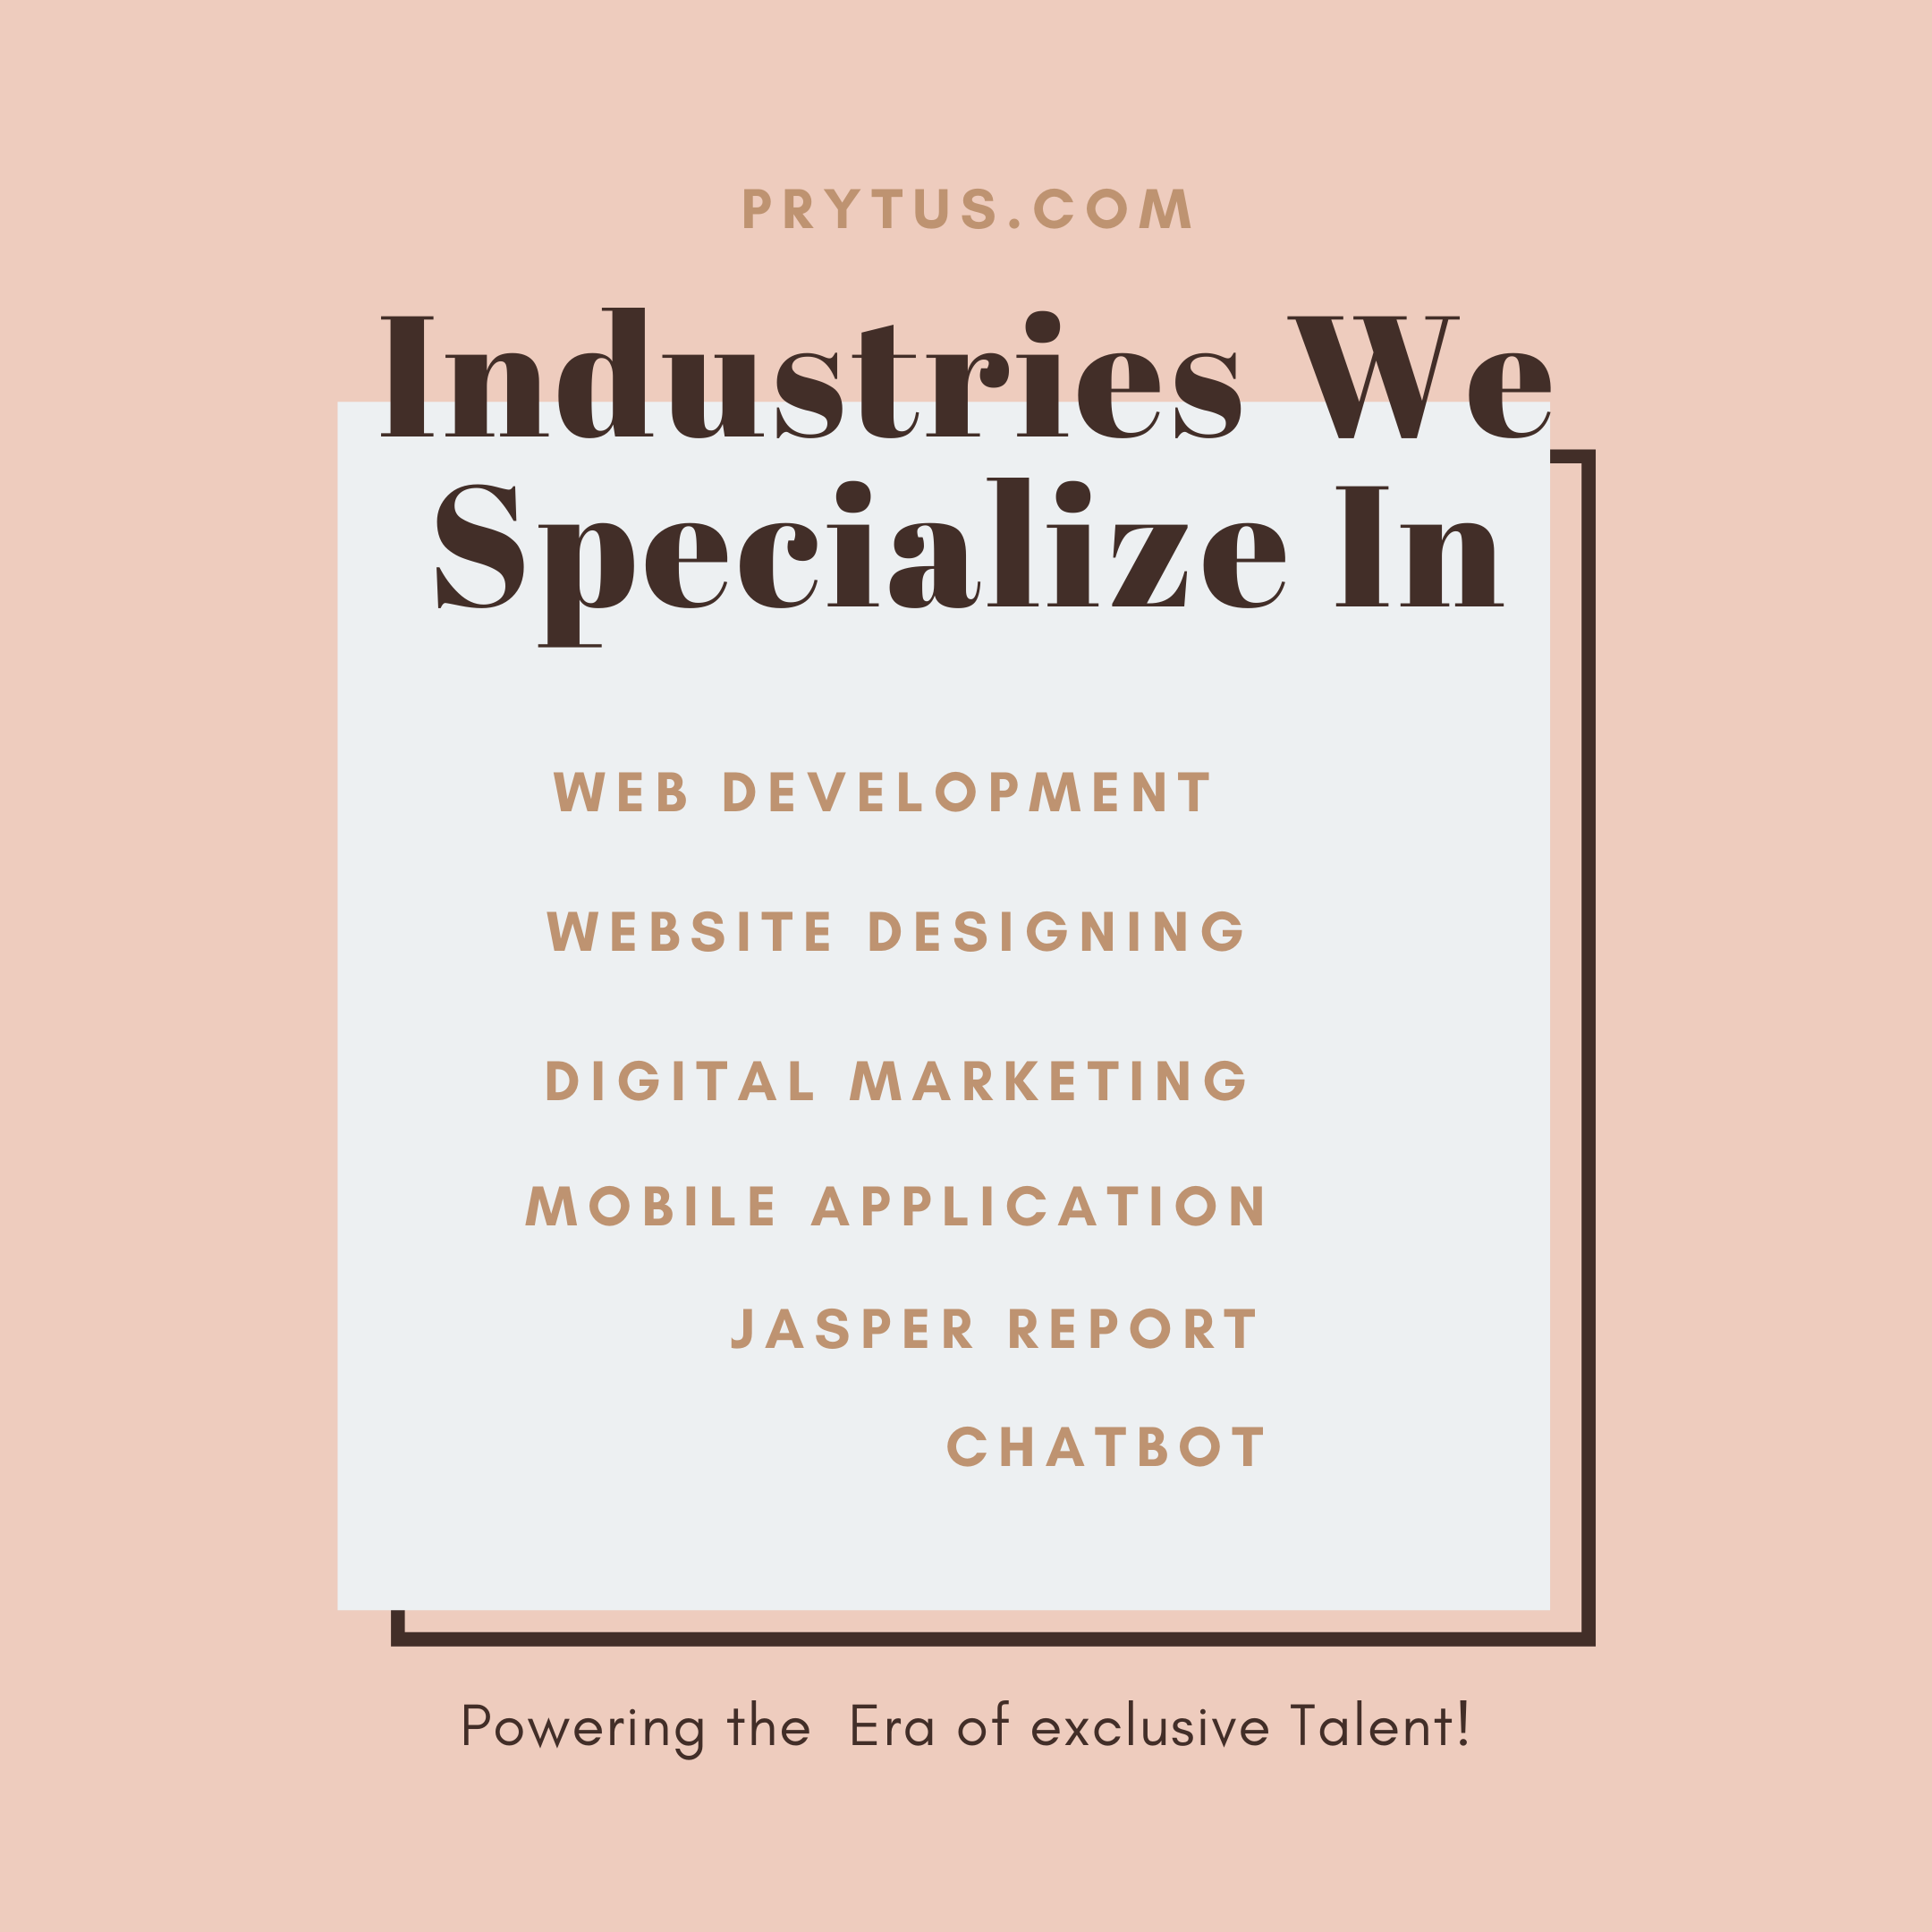 PRYTUS.COM
Industries We
Specialize In
WEB DEVELOPMENT
WEBSITE DESIGNING
DIGITAL MARKETING
MOBILE APPLICATION
JASPER REPORT
CHATBOT
Powering the Era of exclusive Talent!